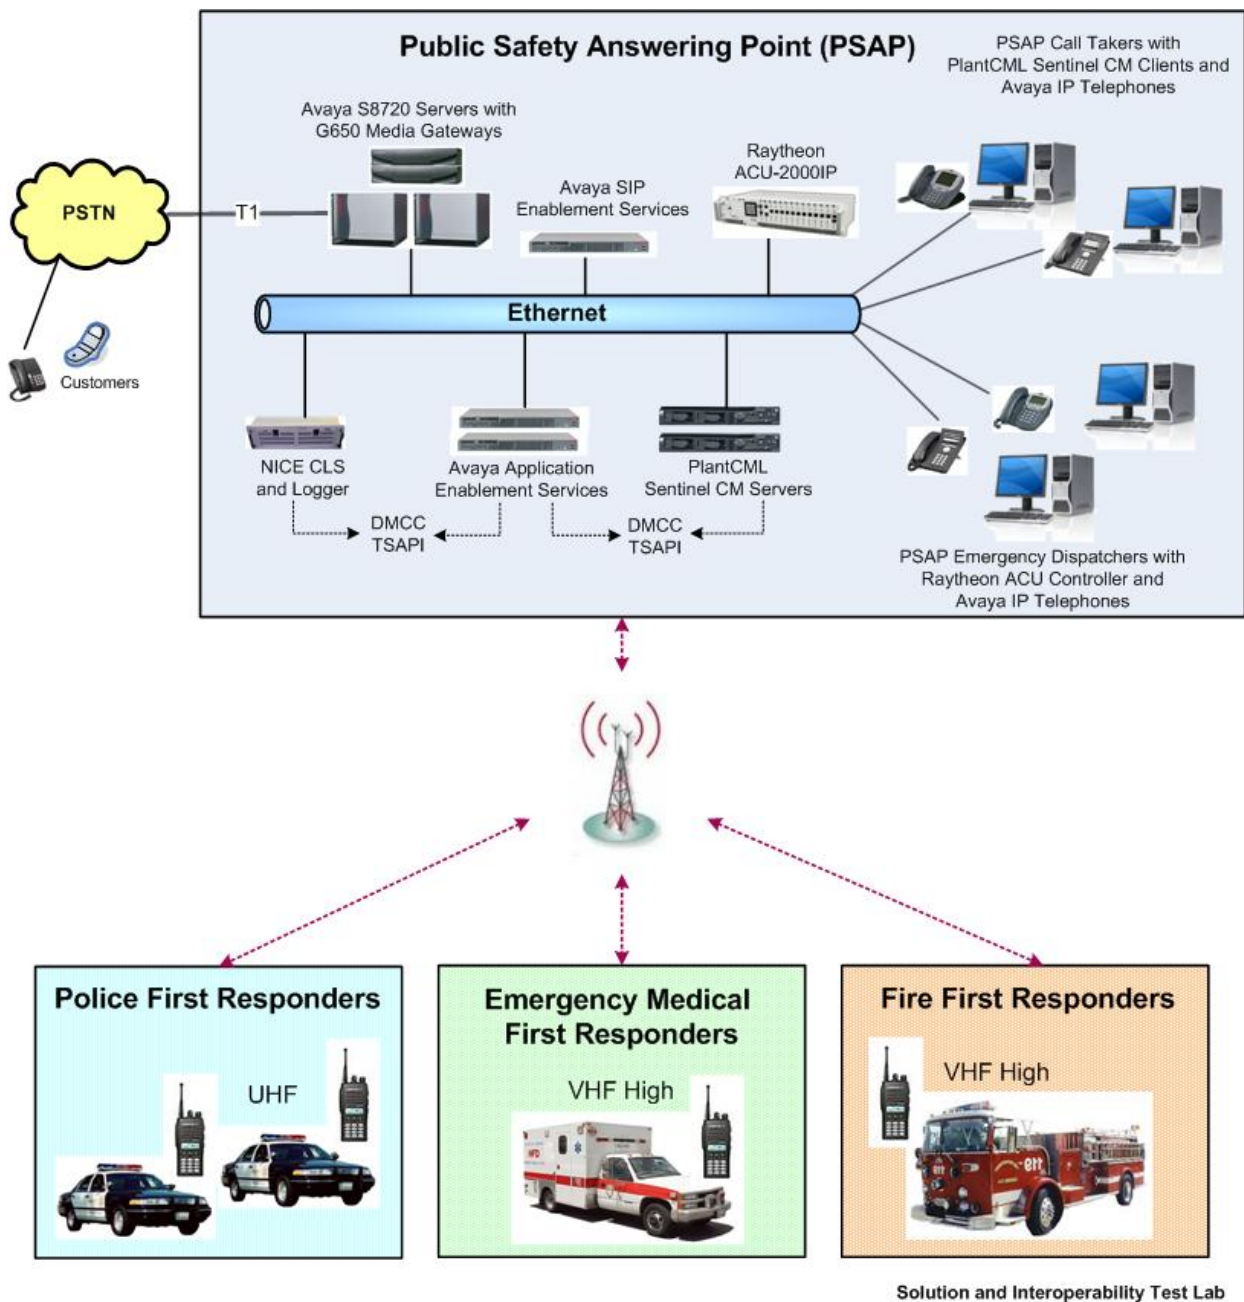 Public Safety Answering Point (PSAP)
PSAP Call Takers with
PlantCML Sentinel CM Clients and
Avaya IP Telephones
Avaya S8720 Servers with
G650 Media Gateways
Avaya SIP
Enablement Services
Raytheon
ACU-2000IP
PSTN
T1
Ethernet
Customers
NICE CLS
and Logger
Avaya Application
Enablement Services
PlantCML
Sentinel CM Servers
DMCC
TSAPI
DMCC
TSAPI
PSAP Emergency Dispatchers with
Raytheon ACU Controller and
Avaya IP Telephones
Police First Responders
UHF
Emergency Medical
First Responders
VHF High
HFD
Fire First Responders
VHF High
Solution and Interoperability Test Lab